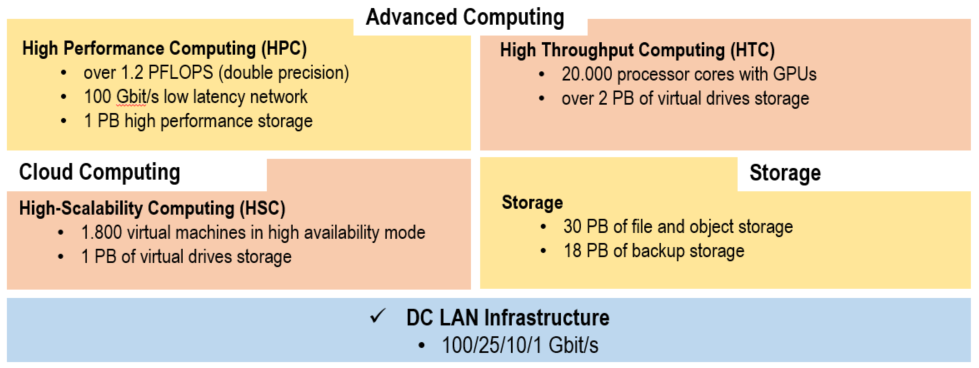 Advanced Computing
High Performance Computing (HPC)
• over 1.2 PFLOPS (double precision)
• 100 Gbit/s low latency network
• 1 PB high performance storage
High Throughput Computing (HTC)
• 20.000 processor cores with GPUs
• over 2 PB of virtual drives storage
Cloud Computing
High-Scalability Computing (HSC)
• 1.800 virtual machines in high availability mode
• 1 PB of virtual drives storage
Storage
Storage
• 30 PB of file and object storage
• 18 PB of backup storage
✓ DC LAN Infrastructure
• 100/25/10/1 Gbit/s